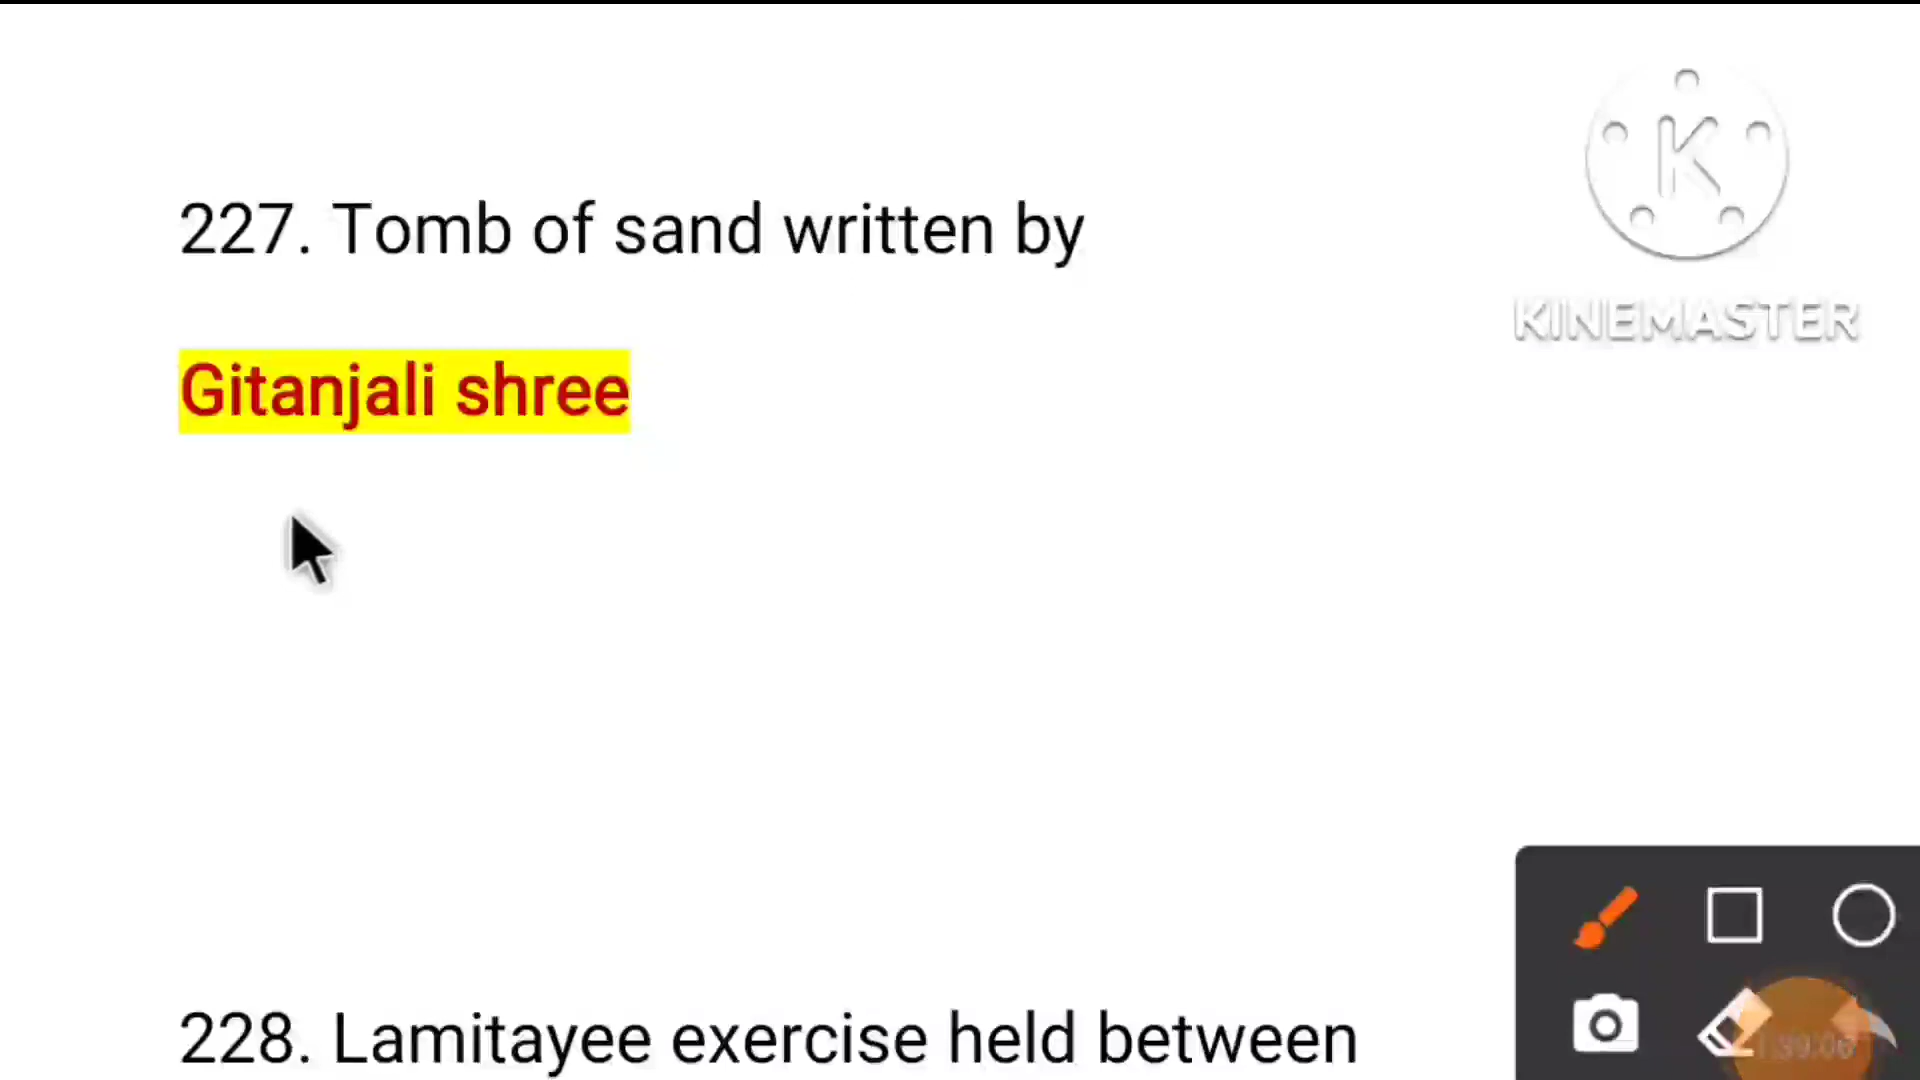 227. Tomb of sand written by
KINEMASTER
Gitanjali shree
228. Lamitayee exercise held between